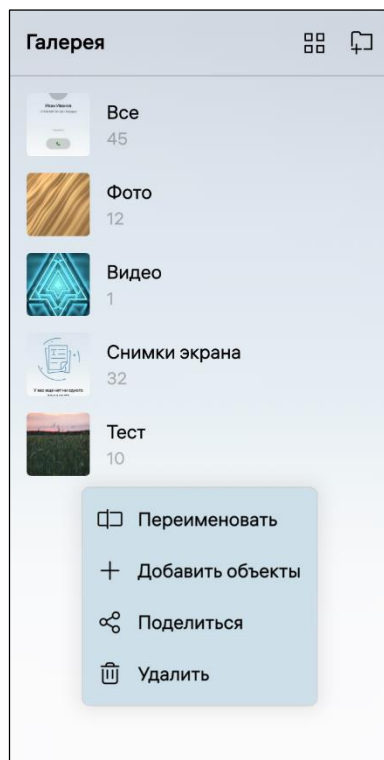 Галерея
Все
45
Фото
12
Видео
1
Снимки экрана
32
Тест
10
Переименовать
Добавить объекты
Поделиться
Удалить